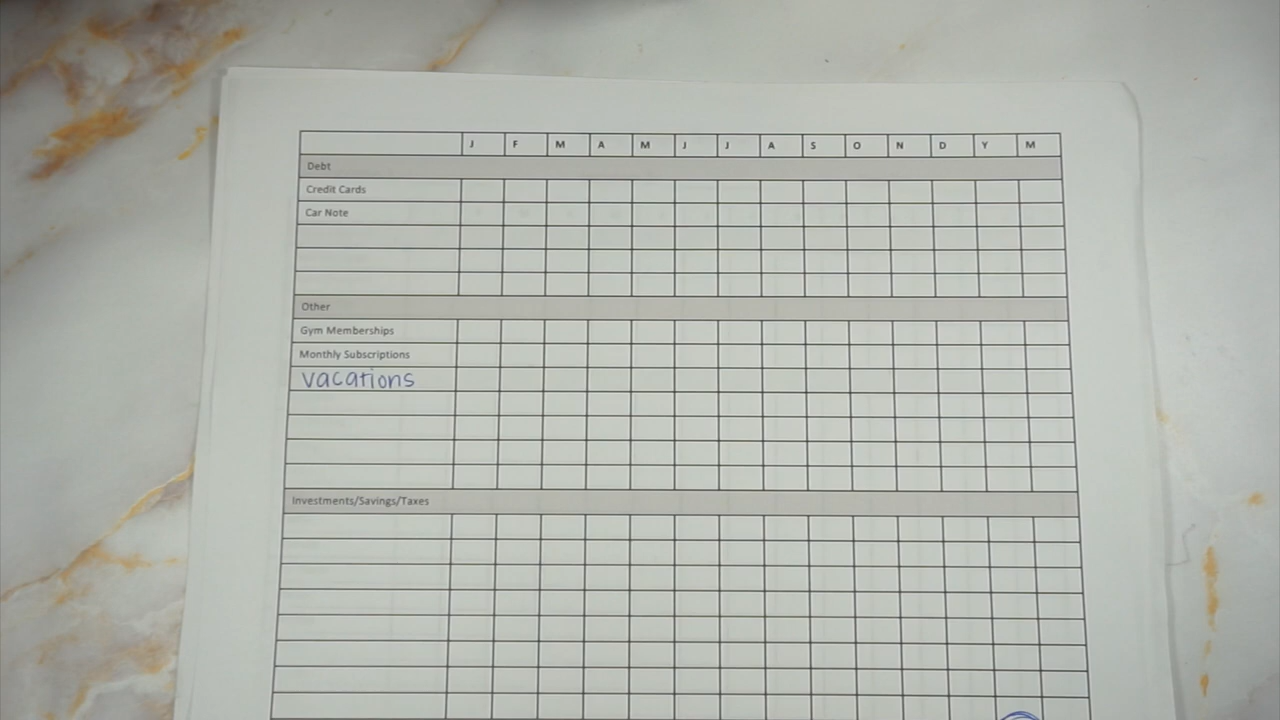 J F M A M J J A S O N D Y M
Debt
Credit Cards
Car Note
Other
Gym Memberships
Monthly Subscriptions
vacations
Investments/Savings/Taxes